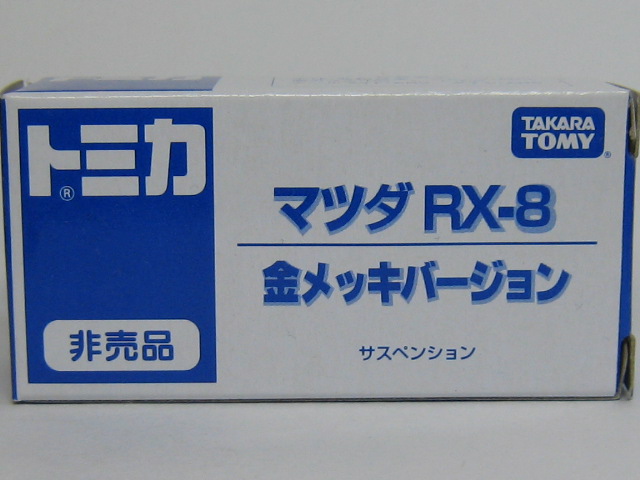 トミカ
®
TAKARA
TOMY
®
マツダ RX-8
金メッキバージョン
非売品
サスペンション